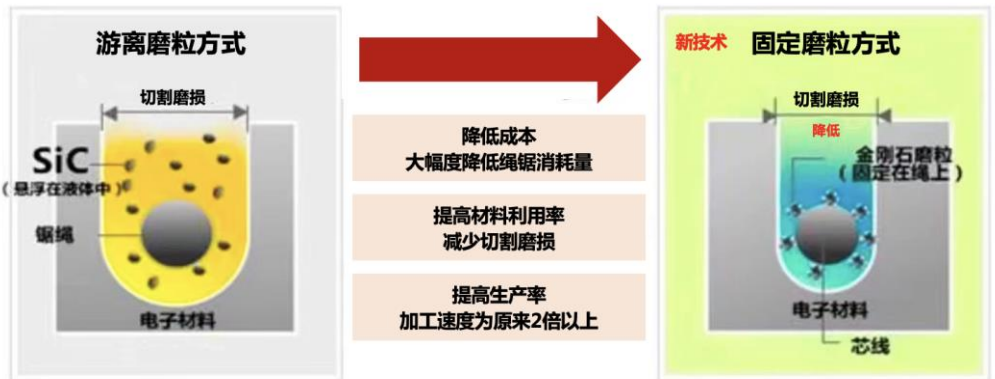 游离磨粒方式
切割磨损
SiC
（悬浮在液体中）
锯绳
电子材料
降低成本
大幅度降低绳锯消耗量
提高材料利用率
减少切割磨损
提高生产率
加工速度为原来2倍以上
新技术 固定磨粒方式
切割磨损
降低
金刚石磨粒
（固定在绳上）
电子材料
芯线